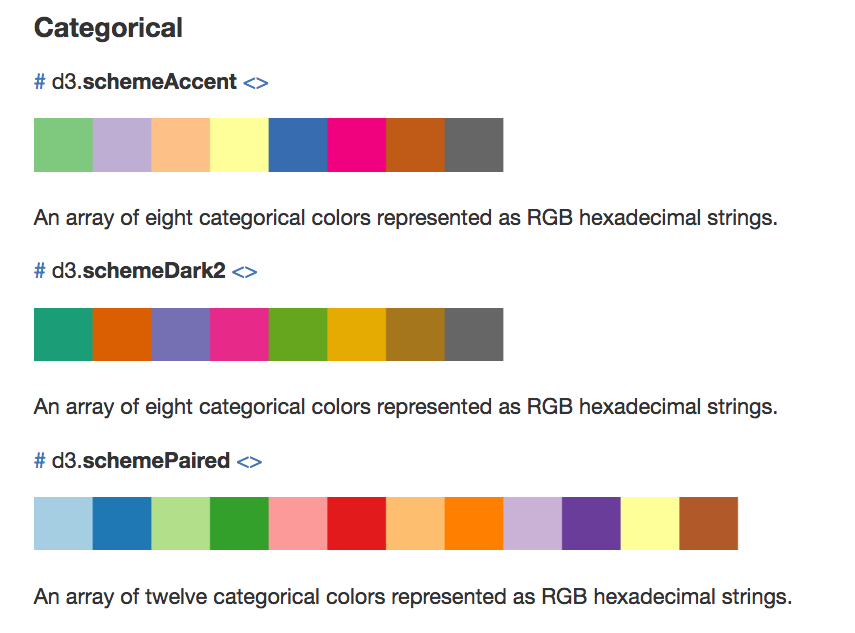 Categorical
# d3.schemeAccent <>
An array of eight categorical colors represented as RGB hexadecimal strings.
# d3.schemeDark2 <>
An array of eight categorical colors represented as RGB hexadecimal strings.
# d3.schemePaired <>
An array of twelve categorical colors represented as RGB hexadecimal strings.